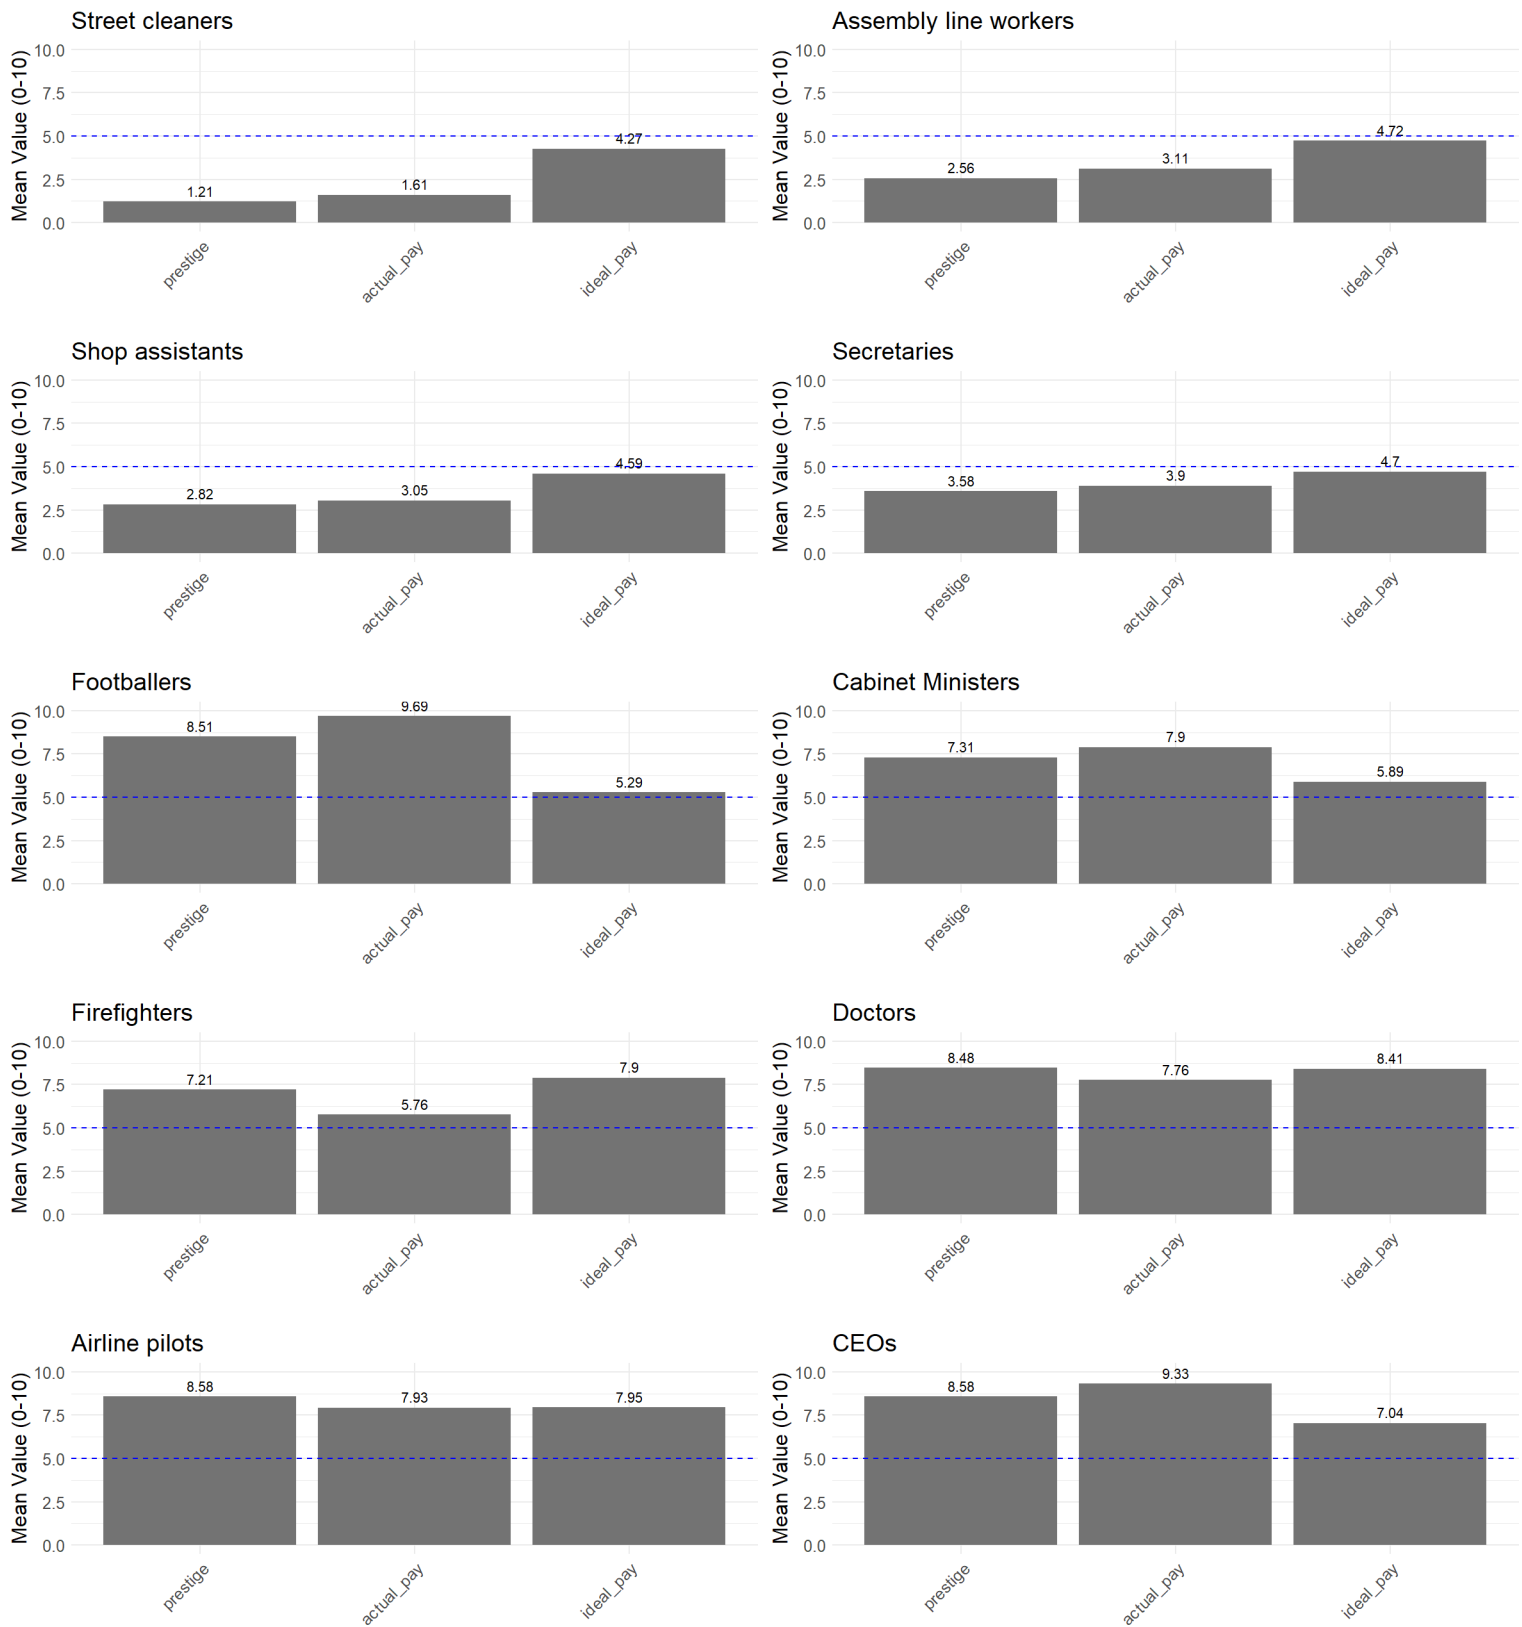 Street cleaners
Mean Value (0-10)
10.0
7.5
5.0
2.5
0.0
1.21
1.61
4.27
prestige
actual_pay
ideal_pay
Assembly line workers
Mean Value (0-10)
10.0
7.5
5.0
2.5
0.0
2.56
3.11
4.72
prestige
actual_pay
ideal_pay
Shop assistants
Mean Value (0-10)
10.0
7.5
5.0
2.5
0.0
2.82
3.05
4.59
prestige
actual_pay
ideal_pay
Secretaries
Mean Value (0-10)
10.0
7.5
5.0
2.5
0.0
3.58
3.9
4.7
prestige
actual_pay
ideal_pay
Footballers
Mean Value (0-10)
10.0
7.5
5.0
2.5
0.0
8.51
9.69
5.29
prestige
actual_pay
ideal_pay
Cabinet Ministers
Mean Value (0-10)
10.0
7.5
5.0
2.5
0.0
7.31
7.9
5.89
prestige
actual_pay
ideal_pay
Firefighters
Mean Value (0-10)
10.0
7.5
5.0
2.5
0.0
7.21
5.76
7.9
prestige
actual_pay
ideal_pay
Doctors
Mean Value (0-10)
10.0
7.5
5.0
2.5
0.0
8.48
7.76
8.41
prestige
actual_pay
ideal_pay
Airline pilots
Mean Value (0-10)
10.0
7.5
5.0
2.5
0.0
8.58
7.93
7.95
prestige
actual_pay
ideal_pay
CEOs
Mean Value (0-10)
10.0
7.5
5.0
2.5
0.0
8.58
9.33
7.04
prestige
actual_pay
ideal_pay